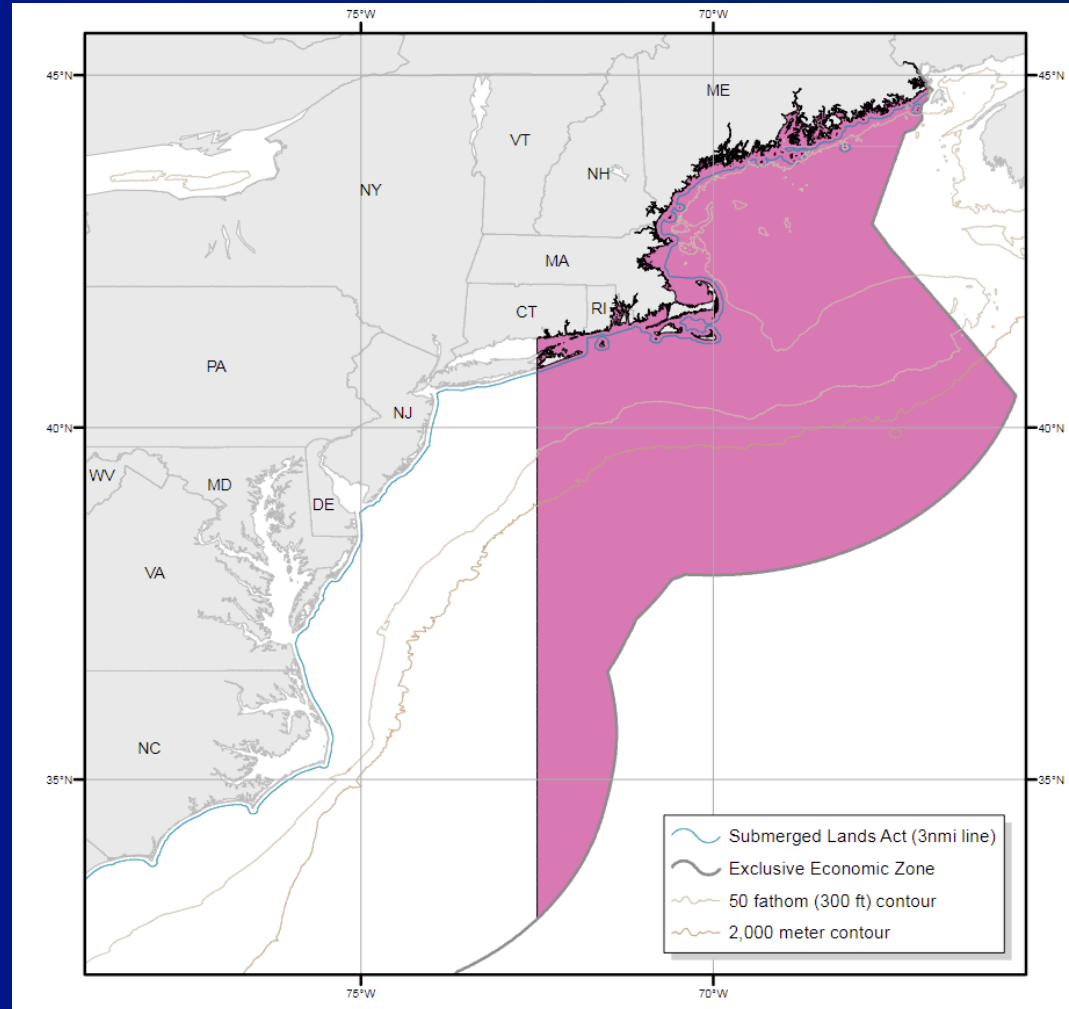 75°W 70°W
45°N 45°N
ME
VT
NH
NY
MA
CT RI
PA
40°N 40°N
NJ
WV MD
DE
VA
NC
35°N 35°N
Submerged Lands Act (3nmi line)
Exclusive Economic Zone
50 fathom (300 ft) contour
2,000 meter contour
75°W 70°W